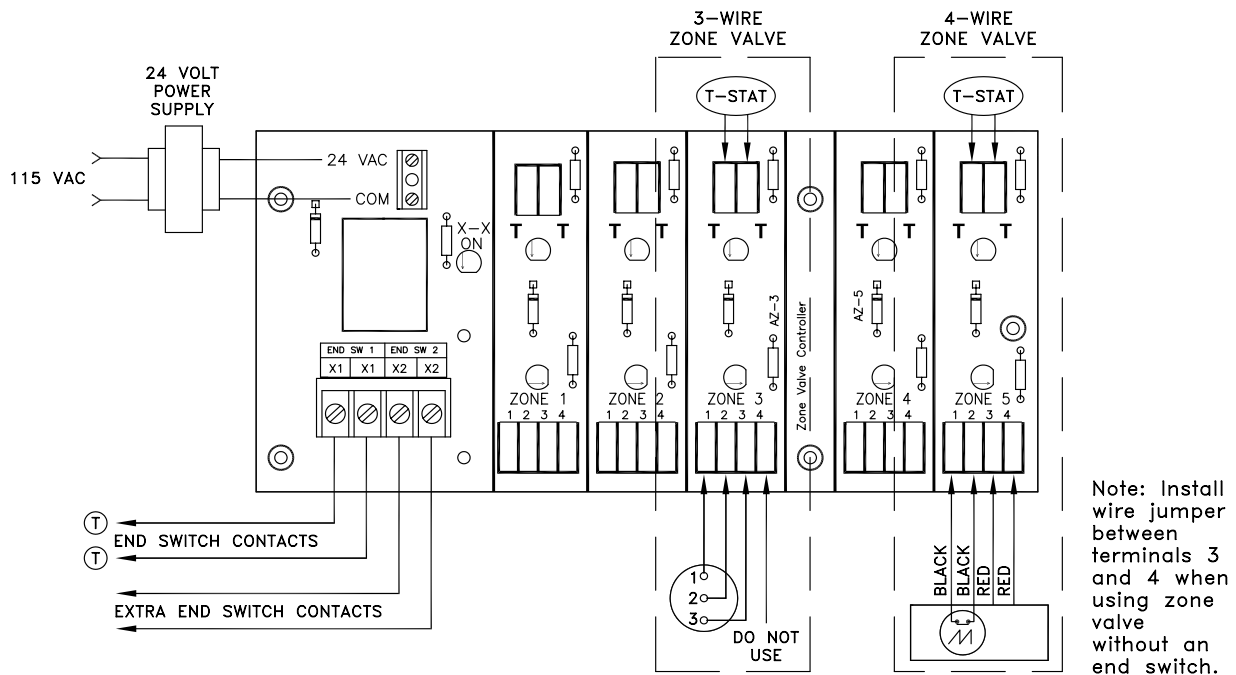 3-WIRE
ZONE VALVE
4-WIRE
ZONE VALVE
24 VOLT
POWER
SUPPLY
T-STAT
T-STAT
115 VAC
24 VAC
COM
X-X
ON
T T
T T
T T
T T
T T
AZ-3
Zone Valve Controller
AZ-5
END SW 1 END SW 2
X1 X1 X2 X2
ZONE 1
1 2 3 4
ZONE 2
1 2 3 4
ZONE 3
1 2 3 4
ZONE 4
1 2 3 4
ZONE 5
1 2 3 4
T
END SWITCH CONTACTS
T
EXTRA END SWITCH CONTACTS
1
2
3
DO NOT
USE
BLACK
BLACK
RED
RED
Note: Install
wire jumper
between
terminals 3
and 4 when
using zone
valve
without an
end switch.